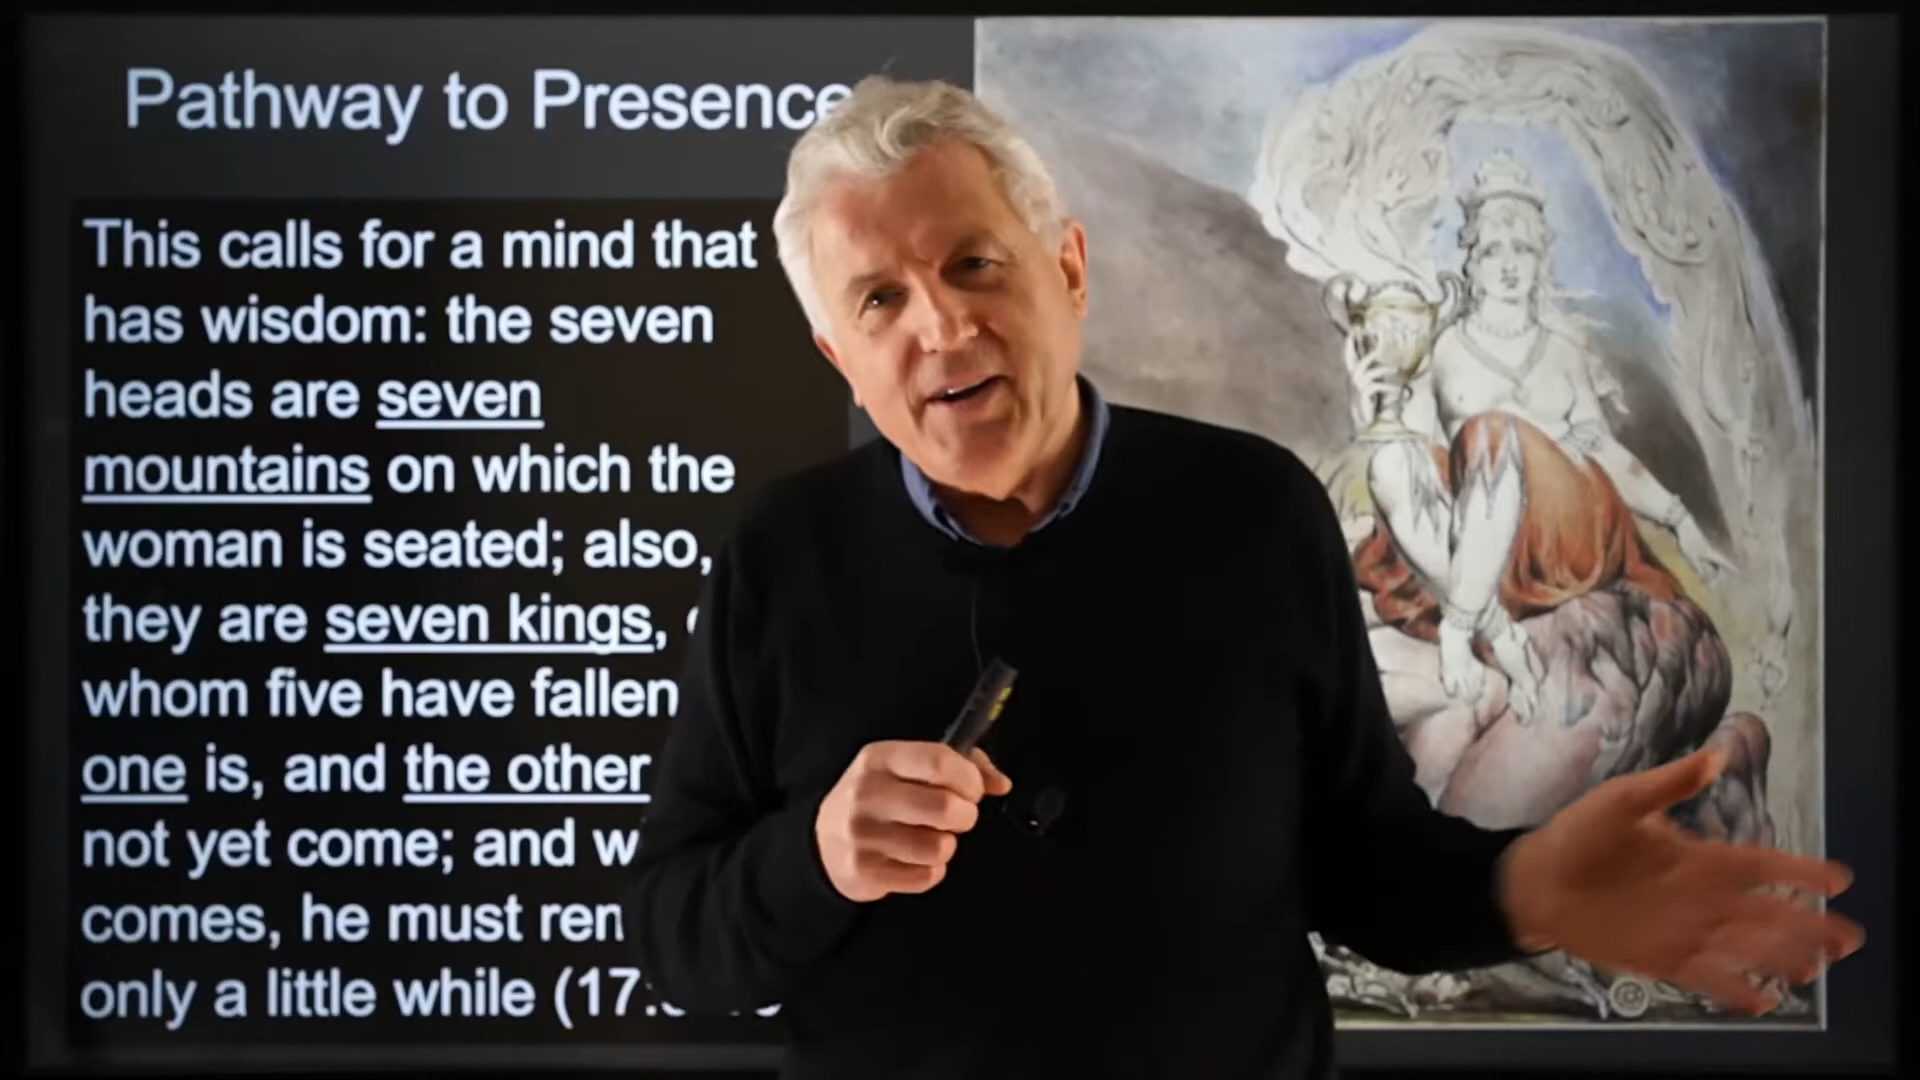 Pathway to Presence
This calls for a mind that
has wisdom: the seven
heads are seven
mountains on which the
woman is seated; also,
they are seven kings,
whom five have fallen
one is, and the other
not yet come; and
comes, he must
only a little while